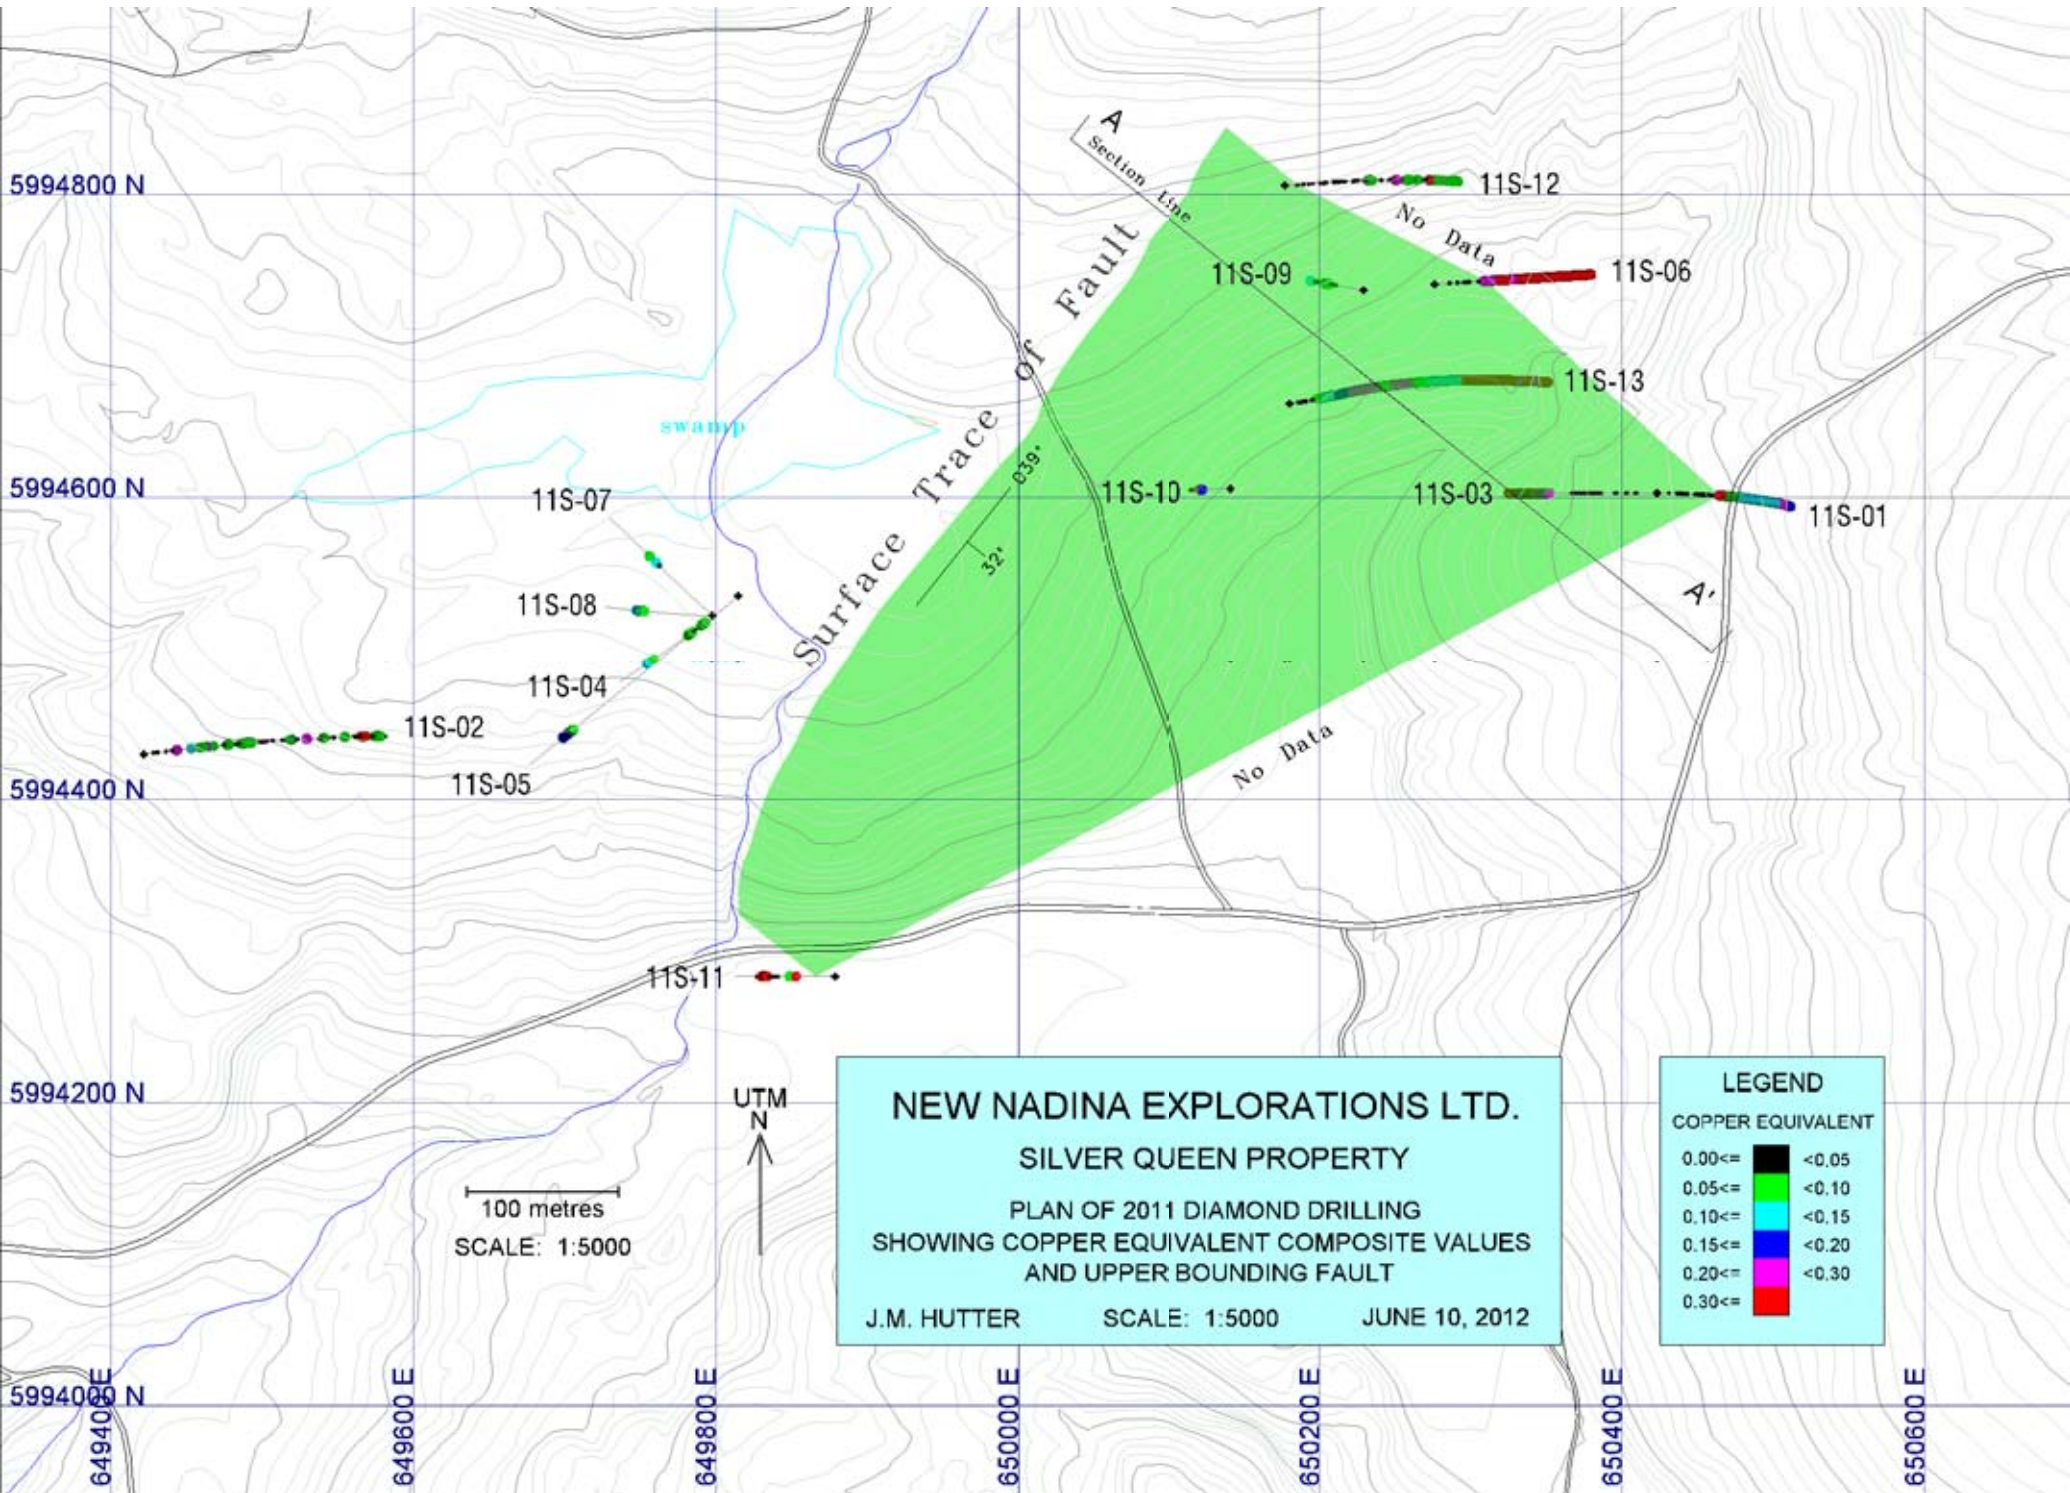 A
Section Line
5994800 N
11S-12
No Data
Surface Trace of Fault
11S-09
11S-06
11S-13
swamp
039°
5994600 N
11S-07
11S-10
11S-03
11S-01
32°
11S-08
A'
11S-04
11S-02
11S-05
No Data
5994400 N
11S-11
5994200 N
UTM
N
100 metres
SCALE: 1:5000
NEW NADINA EXPLORATIONS LTD.
SILVER QUEEN PROPERTY
PLAN OF 2011 DIAMOND DRILLING
SHOWING COPPER EQUIVALENT COMPOSITE VALUES
AND UPPER BOUNDING FAULT
J.M. HUTTER SCALE: 1:5000 JUNE 10, 2012
LEGEND
COPPER EQUIVALENT
0.00<= <0.05
0.05<= <0.10
0.10<= <0.15
0.15<= <0.20
0.20<= <0.30
0.30<=
5994000 N
649400 E
649600 E
649800 E
650000 E
650200 E
650400 E
650600 E